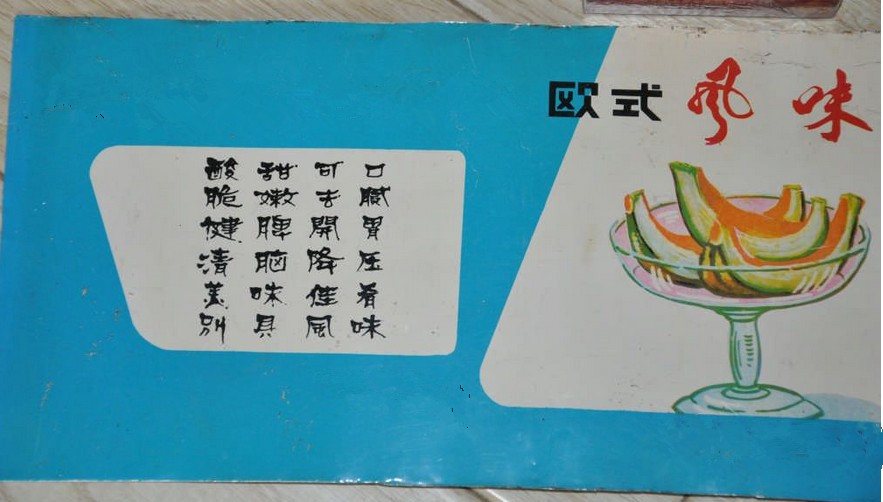 欧式风味
酸甜可口
脆嫩去膩
健脾開胃
清脑降压
美味佳肴
别具風味